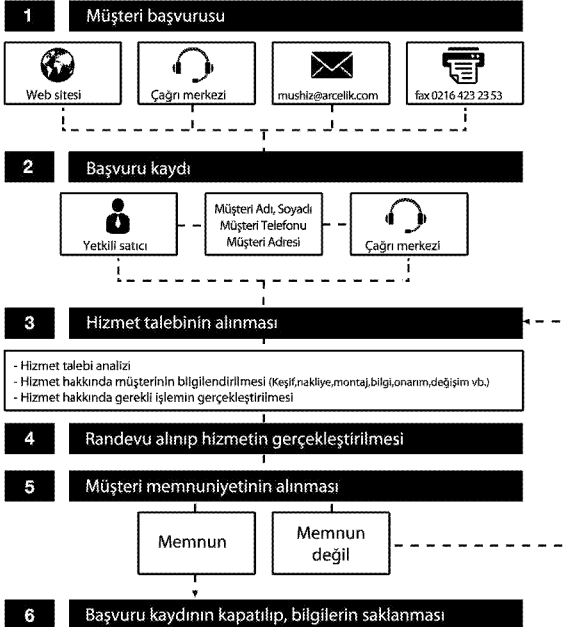 1 Müşteri başvurusu
Web sitesi
Çağrı merkezi
mushiz@arcelik.com
fax 0216 423 23 53
2 Başvuru kaydı
Yetkili satıcı
Müşteri Adı, Soyadı
Müşteri Telefonu
Müşteri Adresi
Çağrı merkezi
3 Hizmet talebinin alınması
- Hizmet talebi analizi
- Hizmet hakkında müşterinin bilgilendirilmesi (Keşif,nakliye,montaj,bilgi,onarım,değişim vb.)
- Hizmet hakkında gerekli işlemin gerçekleştirilmesi
4 Randevu alınıp hizmetin gerçekleştirilmesi
5 Müşteri memnuniyetinin alınması
Memnun
Memnun
değil
6 Başvuru kaydının kapatılıp, bilgilerin saklanması